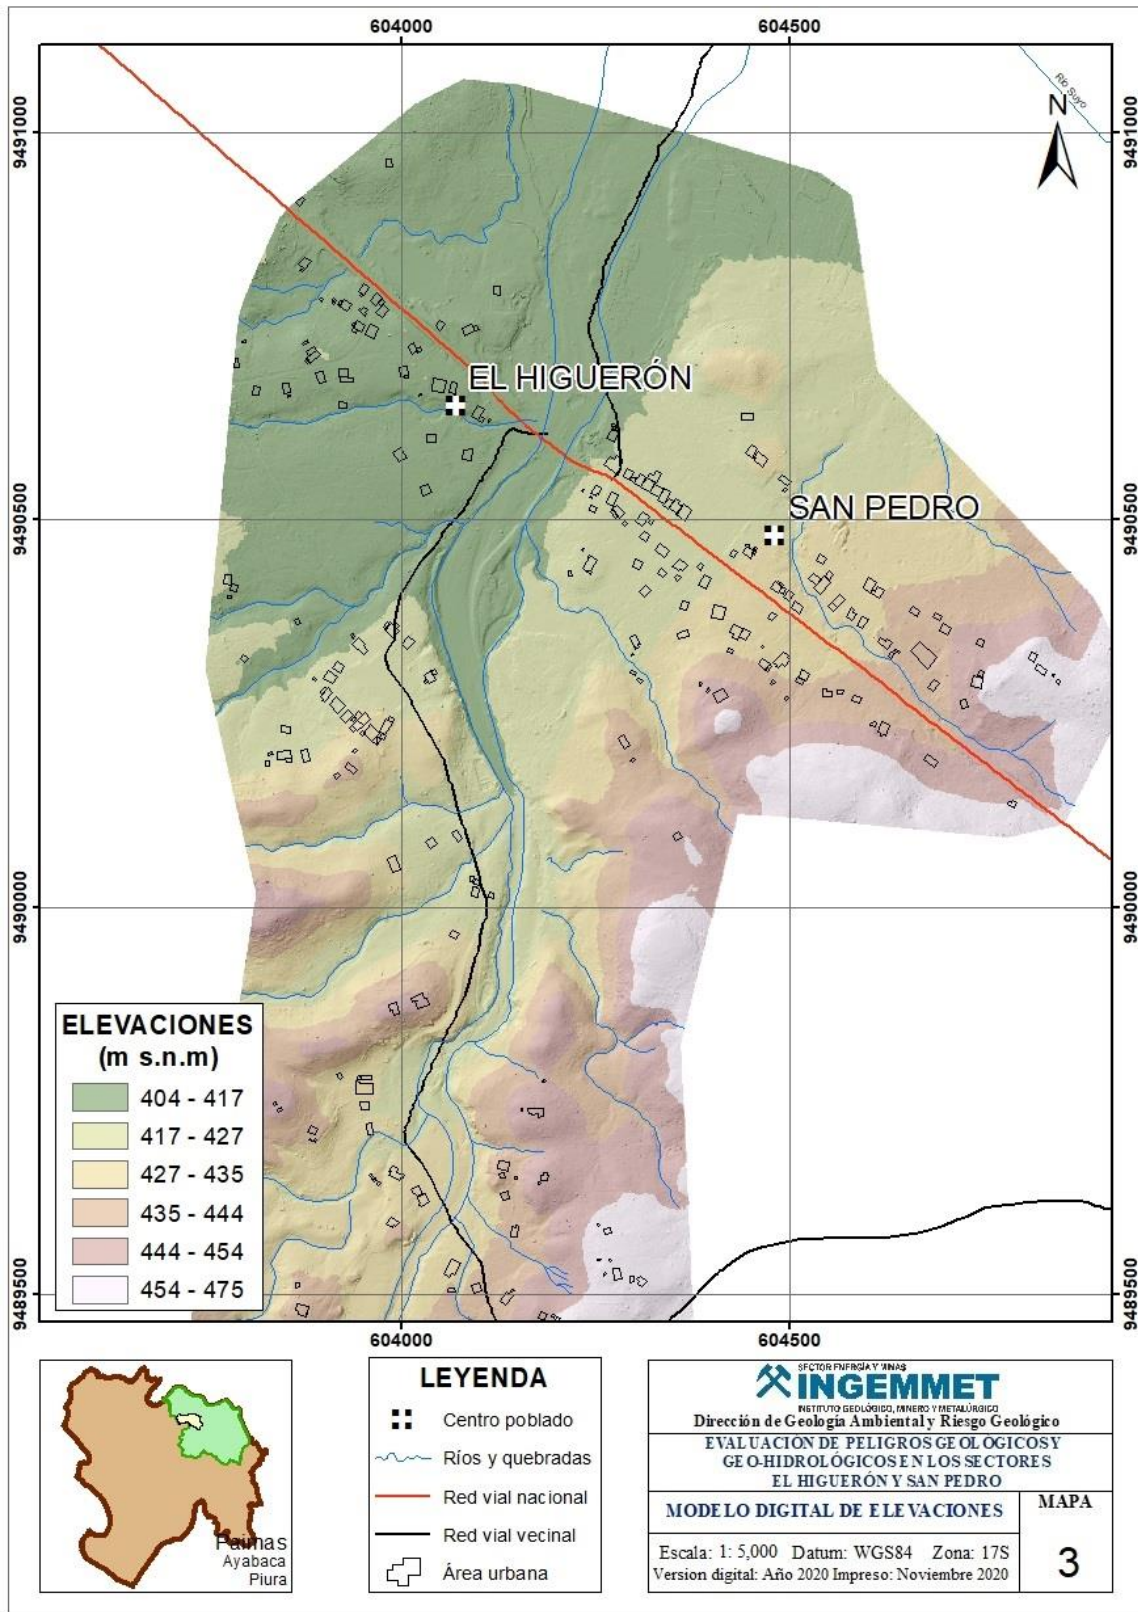 604000
604500
9491000
9491000
Río Suyo
N
EL HIGUERÓN
9490500
SAN PEDRO
9490500
9490000
9490000
ELEVACIONES
(m s.n.m)
404 - 417
417 - 427
427 - 435
435 - 444
444 - 454
454 - 475
9489500
9489500
604000
604500
Paimas
Ayabaca
Piura
LEYENDA
Centro poblado
Ríos y quebradas
Red vial nacional
Red vial vecinal
Área urbana
SECTOR ENERGÍA Y MINAS
INGEMMET
INSTITUTO GEOLÓGICO, MINERO Y METALÚRGICO
Dirección de Geología Ambiental y Riesgo Geológico
EVALUACIÓN DE PELIGROS GEOLÓGICOS Y
GEO-HIDROLÓGICOS EN LOS SECTORES
EL HIGUERÓN Y SAN PEDRO
MODELO DIGITAL DE ELEVACIONES
MAPA
3
Escala: 1: 5,000 Datum: WGS84 Zona: 17S
Version digital: Año 2020 Impreso: Noviembre 2020